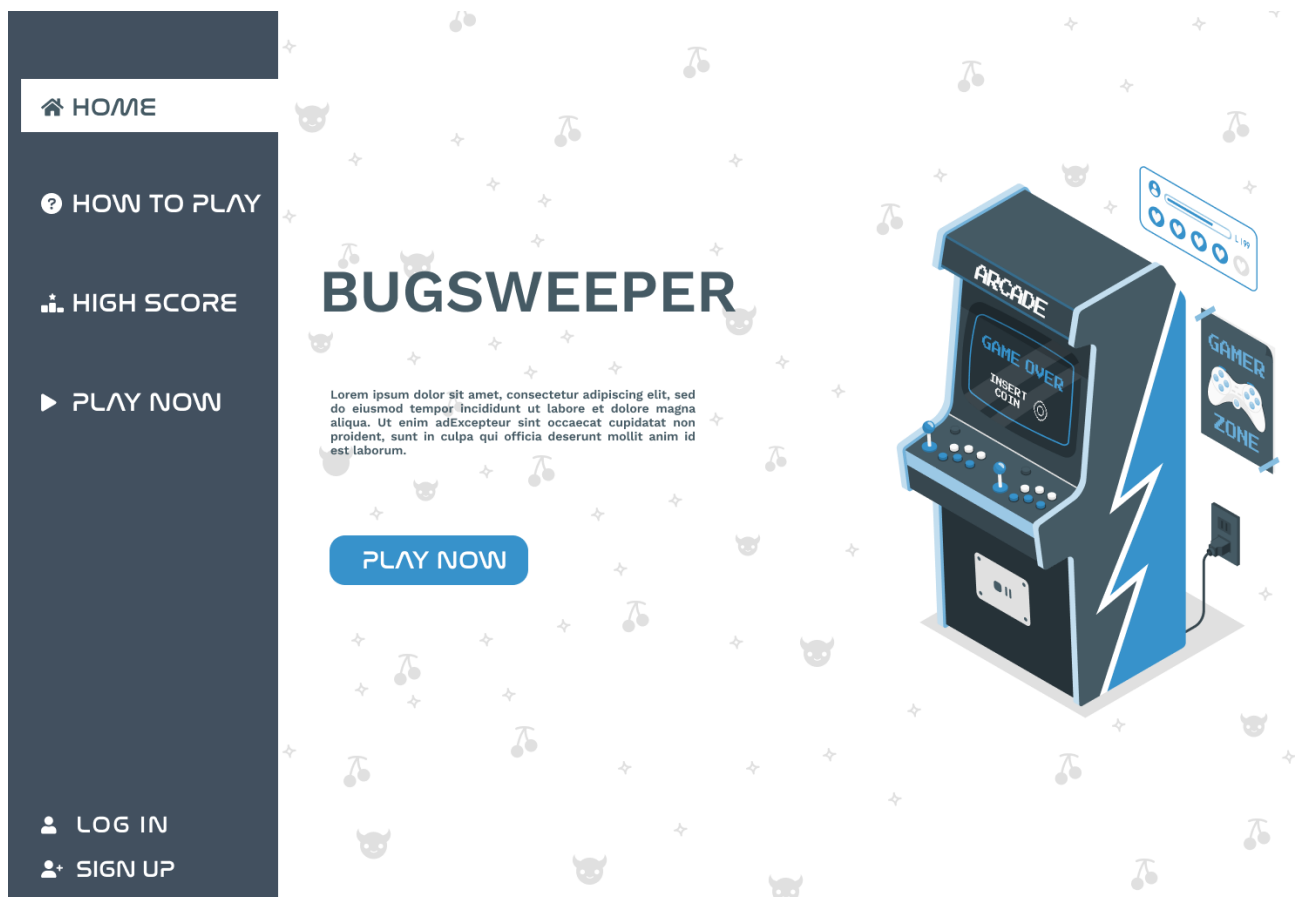 HOME
HOW TO PLAY
HIGH SCORE
PLAY NOW
LOG IN
SIGN UP
BUGSWEEPER
Lorem ipsum dolor sit amet, consectetur adipiscing elit, sed
do eiusmod tempor incididunt ut labore et dolore magna
aliqua. Ut enim adExcepteur sint occaecat cupidatat non
proident, sunt in culpa qui officia deserunt mollit anim id
est laborum.
PLAY NOW
ARCADE
GAME OVER
INSERT
COIN
GAMER
ZONE